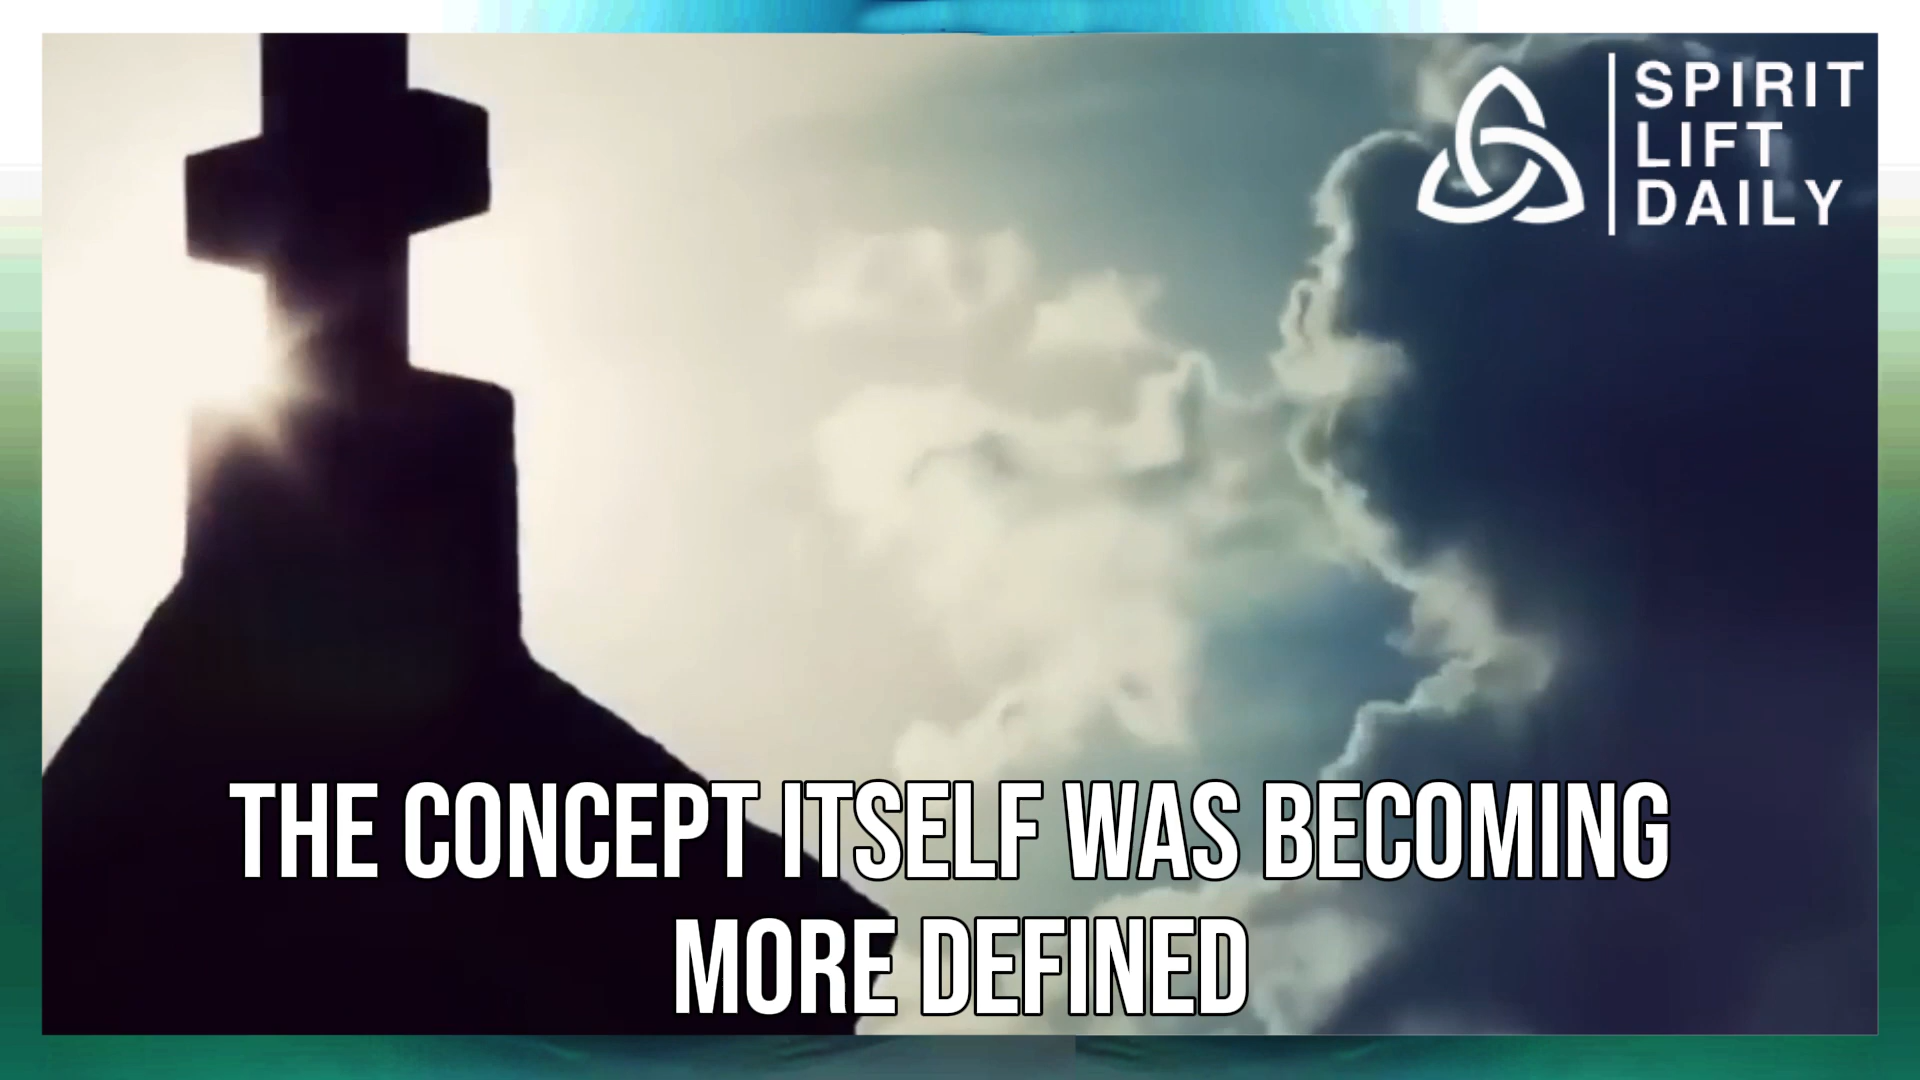 SPIRIT
LIFT
DAILY
THE CONCEPT ITSELF WAS BECOMING
MORE DEFINED